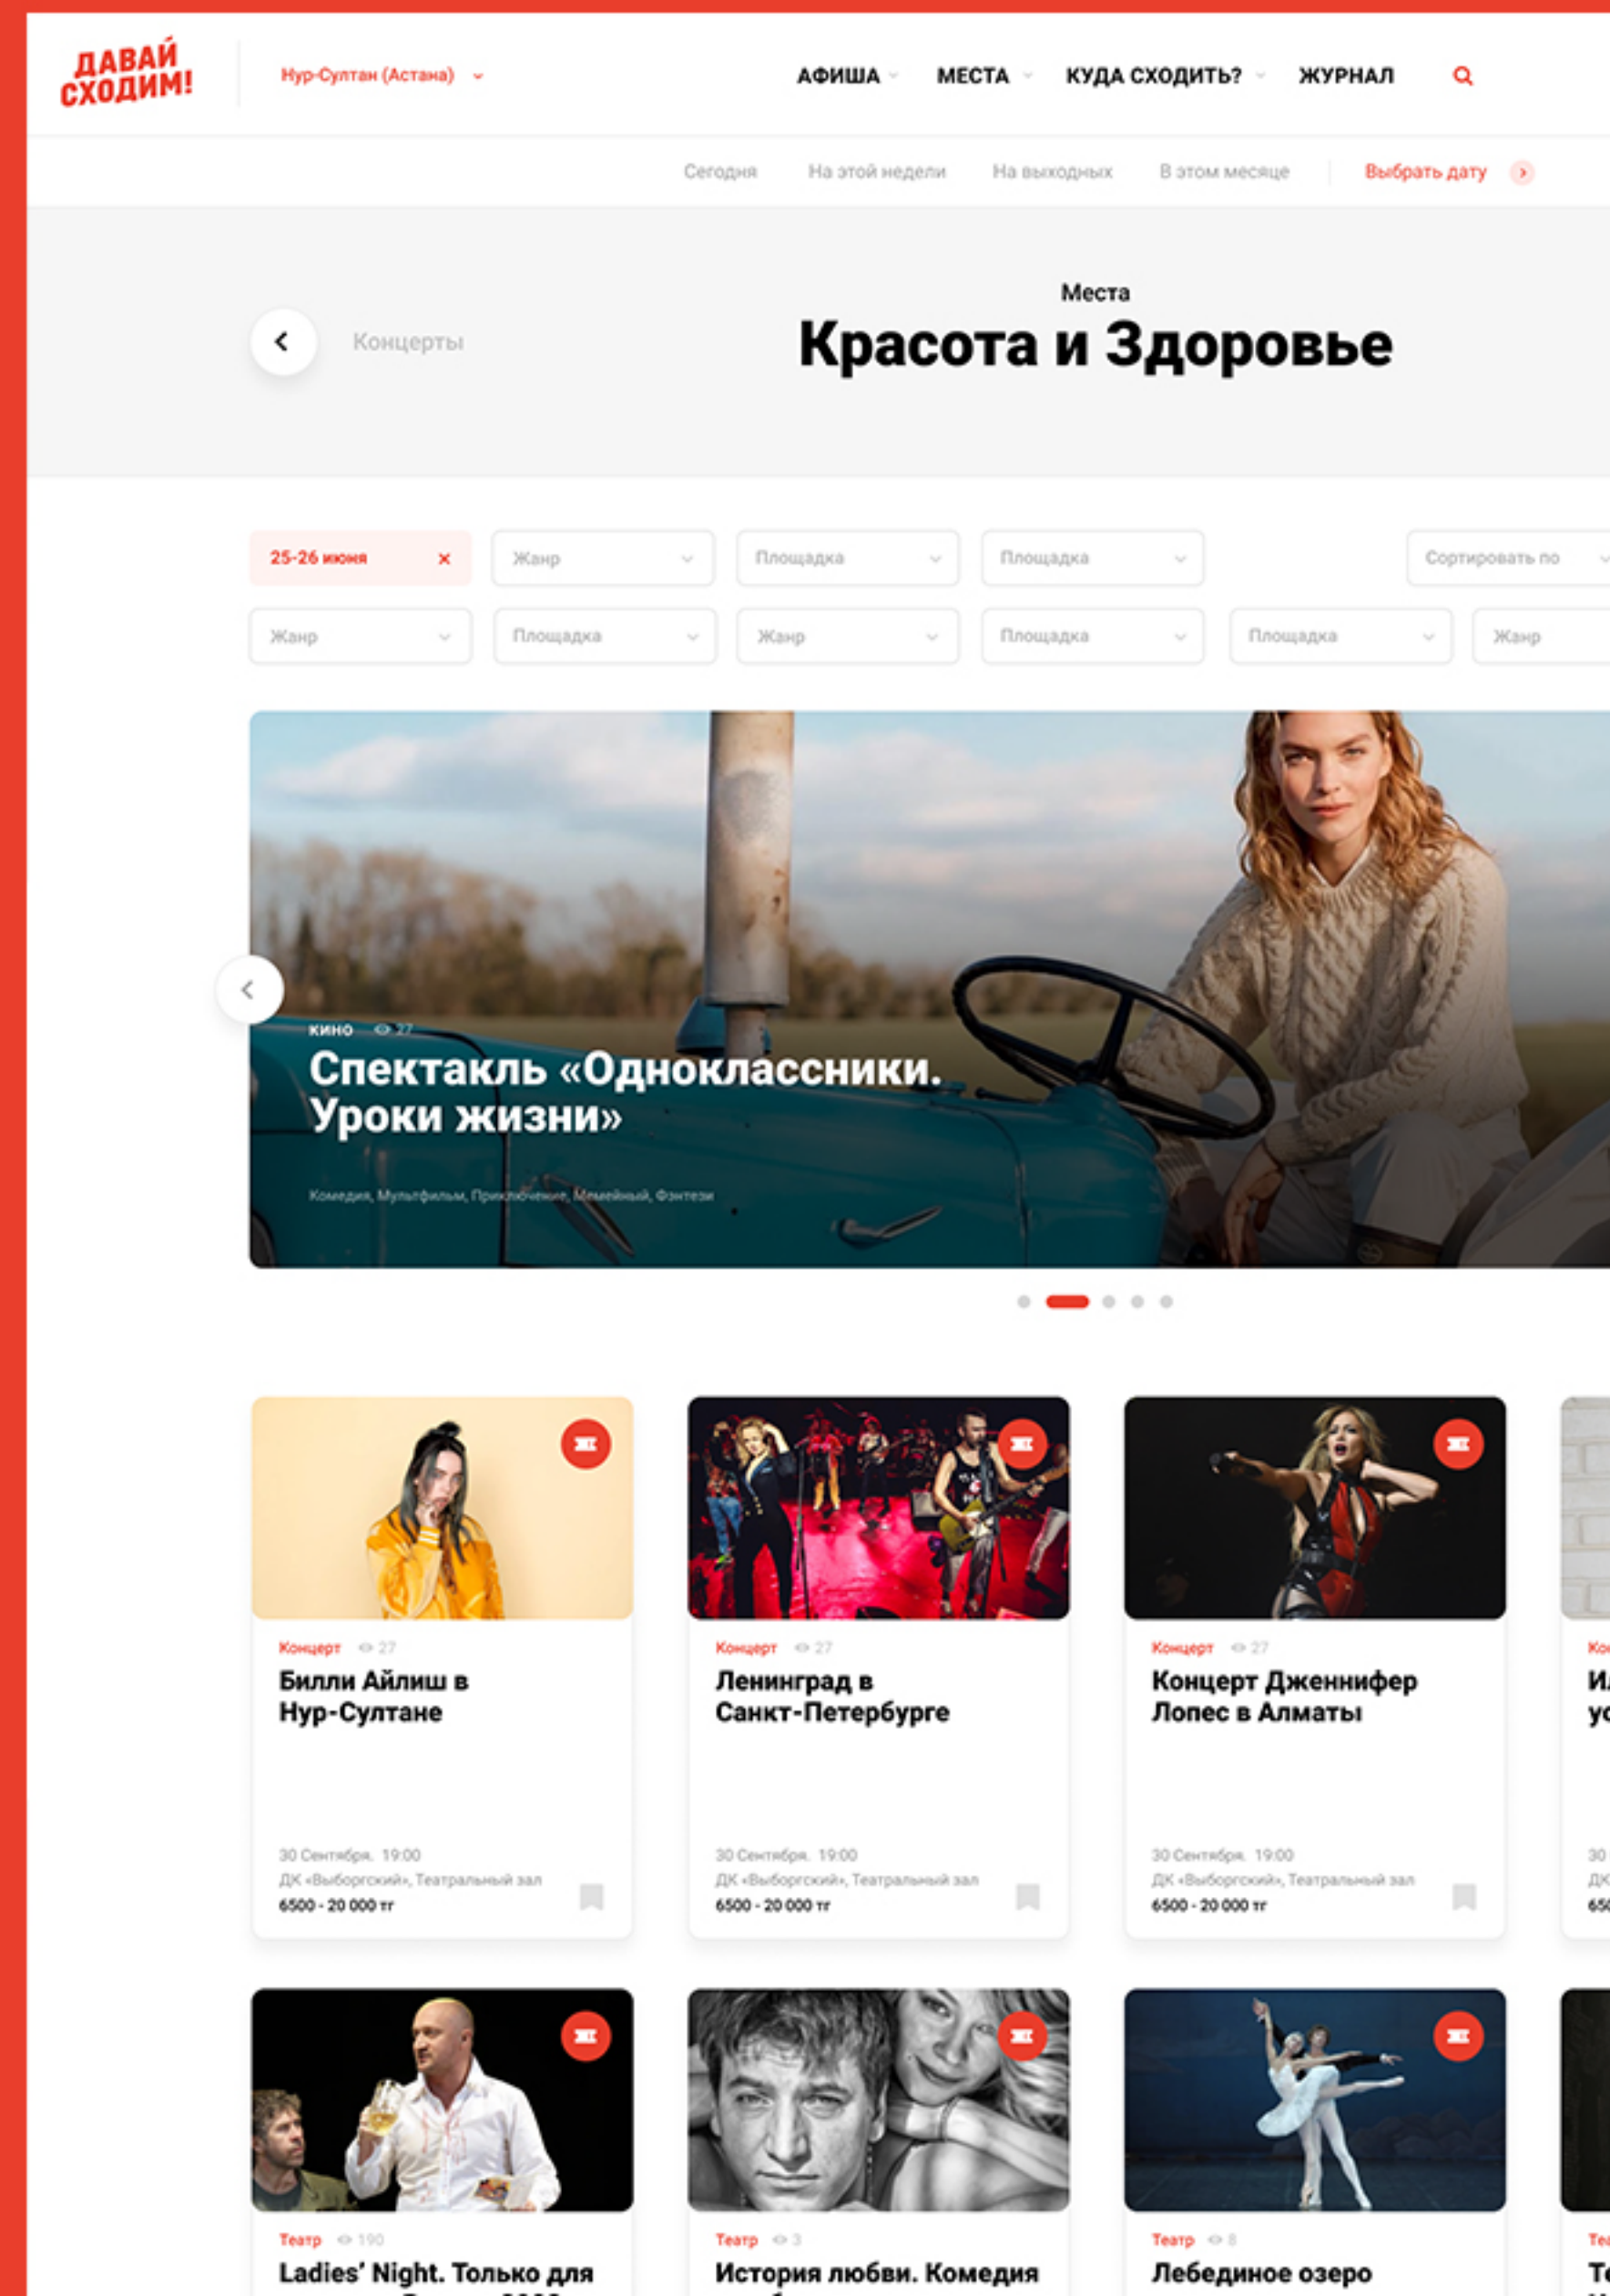 ДАВАЙ
СХОДИМ!
Нур-Султан (Астана)
АФИША
МЕСТА
КУДА СХОДИТЬ?
ЖУРНАЛ
Сегодня
На этой недели
На выходных
В этом месяце
Выбрать дату
Концерты
Места
Красота и Здоровье
25-26 июня
Жанр
Площадка
Площадка
Сортировать по
Жанр
Площадка
Жанр
Площадка
Площадка
Жанр
КИНО 27
Спектакль «Одноклассники.
Уроки жизни»
Комедия, Мультфильм, Приключение, Мемейный, Фэнтези
Концерт 27
Билли Айлиш в
Нур-Султане
30 Сентября. 19:00
ДК «Выборгский», Театральный зал
6500 - 20 000 тг
Концерт 27
Ленинград в
Санкт-Петербурге
30 Сентября. 19:00
ДК «Выборгский», Театральный зал
6500 - 20 000 тг
Концерт 27
Концерт Дженнифер
Лопес в Алматы
30 Сентября. 19:00
ДК «Выборгский», Театральный зал
6500 - 20 000 тг
30
Театр 190
Ladies’ Night. Только для
Театр 3
История любви. Комедия
Театр 8
Лебединое озеро